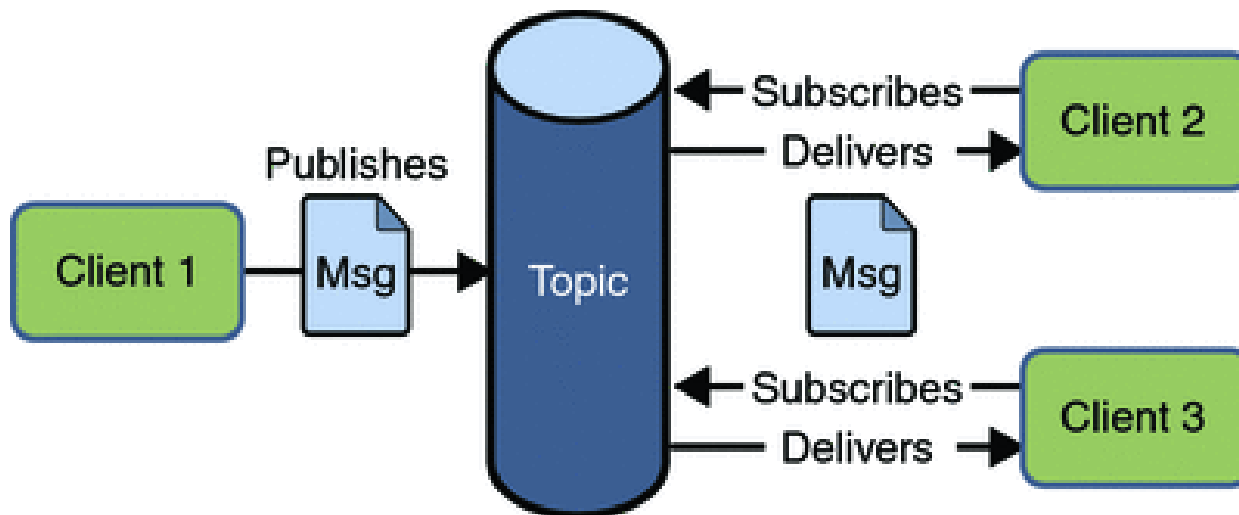 Publishes
Client 1
Msg
Topic
Subscribes
Delivers
Client 2
Msg
Subscribes
Delivers
Client 3